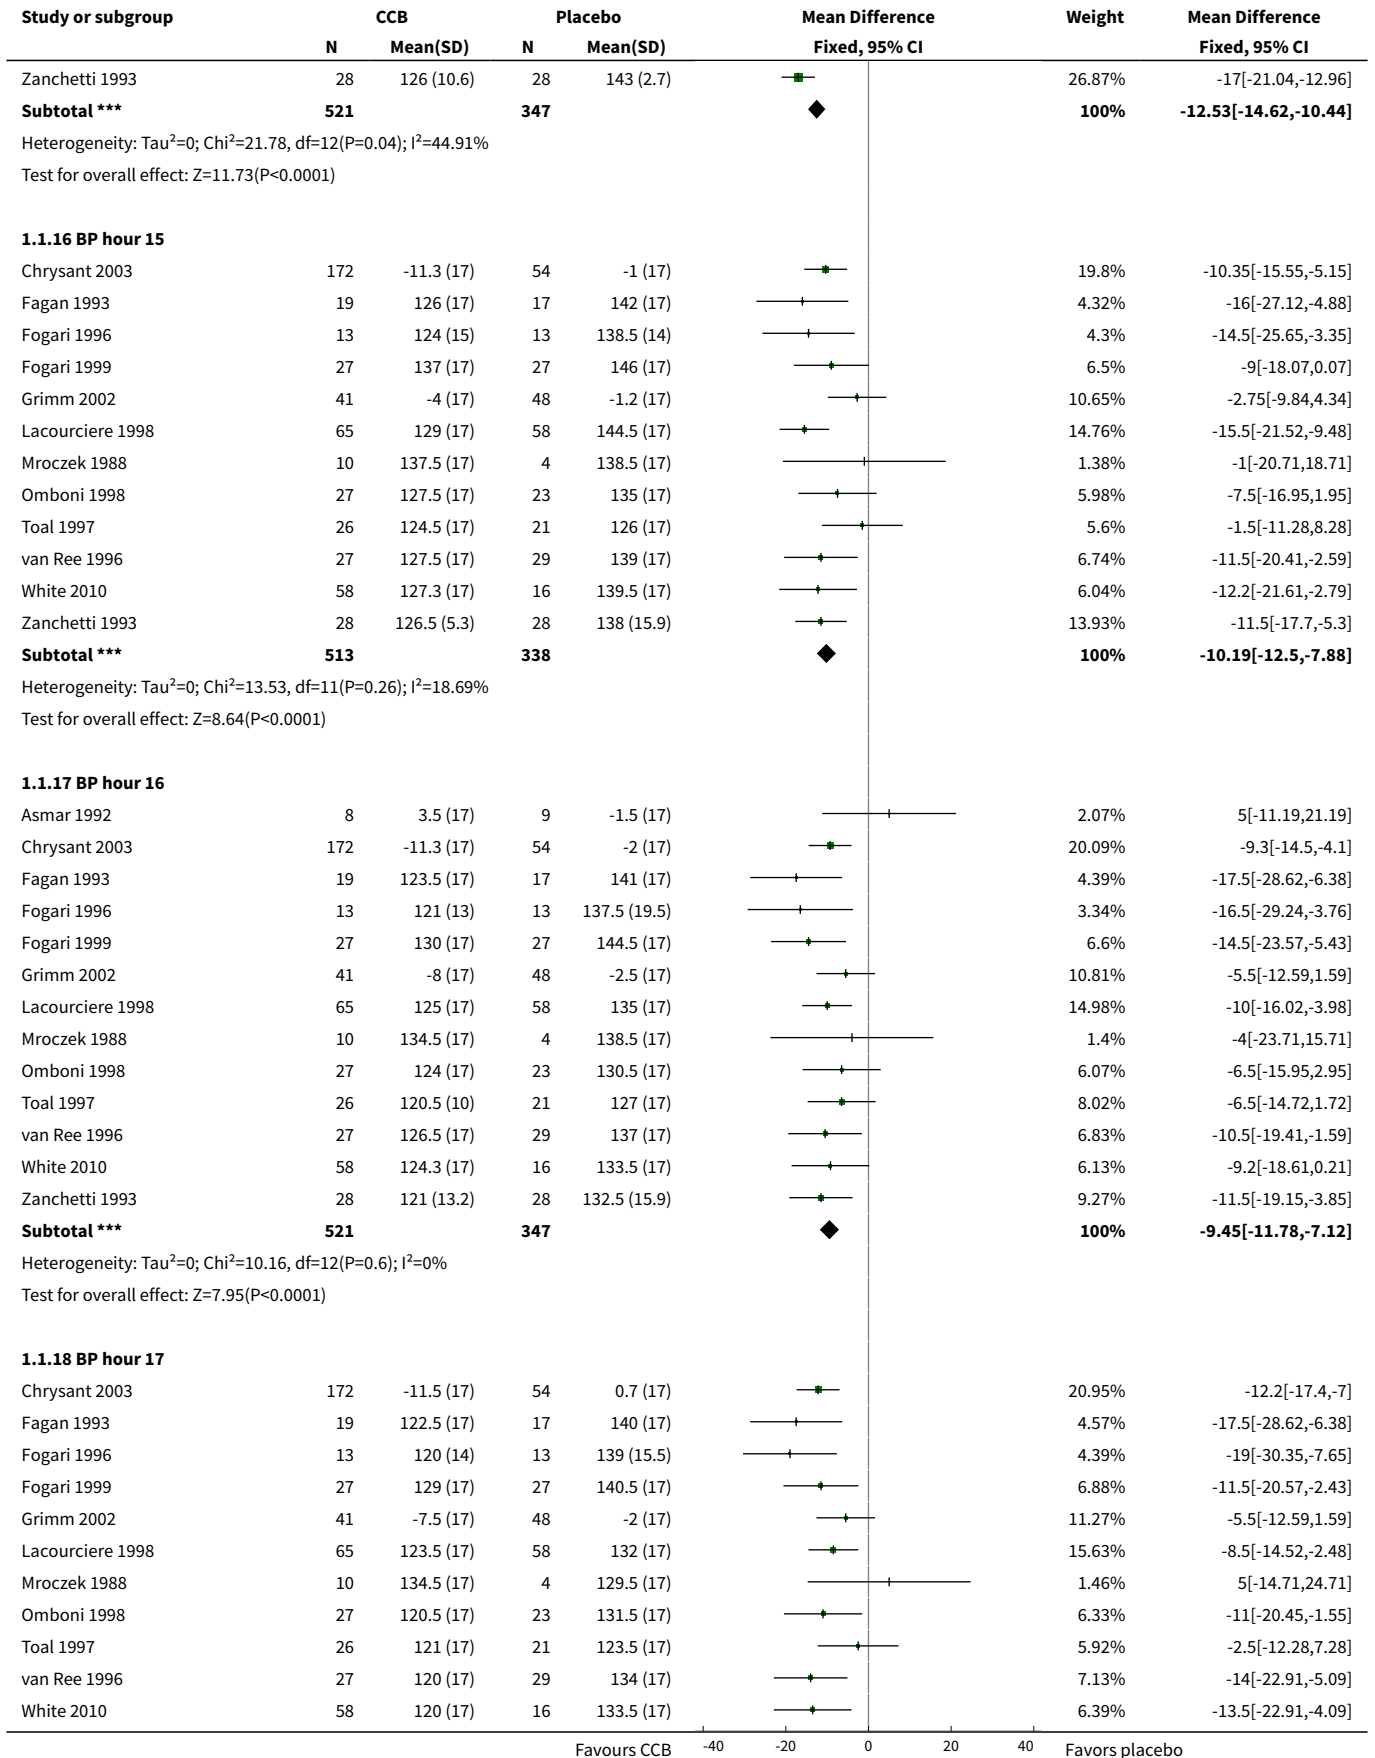 Study or subgroup CCB Placebo Mean Difference Weight Mean Difference
N Mean(SD) N Mean(SD) Fixed, 95% CI Fixed, 95% CI
Zanchetti 1993 28 126 (10.6) 28 143 (2.7) 26.87% -17[-21.04,-12.96]
Subtotal *** 521 347 100% -12.53[-14.62,-10.44]
Heterogeneity: Tau²=0; Chi²=21.78, df=12(P=0.04); I²=44.91%
Test for overall effect: Z=11.73(P<0.0001)
1.1.16 BP hour 15
Chrysant 2003 172 -11.3 (17) 54 -1 (17) 19.8% -10.35[-15.55,-5.15]
Fagan 1993 19 126 (17) 17 142 (17) 4.32% -16[-27.12,-4.88]
Fogari 1996 13 124 (15) 13 138.5 (14) 4.3% -14.5[-25.65,-3.35]
Fogari 1999 27 137 (17) 27 146 (17) 6.5% -9[-18.07,0.07]
Grimm 2002 41 -4 (17) 48 -1.2 (17) 10.65% -2.75[-9.84,4.34]
Lacourciere 1998 65 129 (17) 58 144.5 (17) 14.76% -15.5[-21.52,-9.48]
Mroczek 1988 10 137.5 (17) 4 138.5 (17) 1.38% -1[-20.71,18.71]
Omboni 1998 27 127.5 (17) 23 135 (17) 5.98% -7.5[-16.95,1.95]
Toal 1997 26 124.5 (17) 21 126 (17) 5.6% -1.5[-11.28,8.28]
van Ree 1996 27 127.5 (17) 29 139 (17) 6.74% -11.5[-20.41,-2.59]
White 2010 58 127.3 (17) 16 139.5 (17) 6.04% -12.2[-21.61,-2.79]
Zanchetti 1993 28 126.5 (5.3) 28 138 (15.9) 13.93% -11.5[-17.7,-5.3]
Subtotal *** 513 338 100% -10.19[-12.5,-7.88]
Heterogeneity: Tau²=0; Chi²=13.53, df=11(P=0.26); I²=18.69%
Test for overall effect: Z=8.64(P<0.0001)
1.1.17 BP hour 16
Asmar 1992 8 3.5 (17) 9 -1.5 (17) 2.07% 5[-11.19,21.19]
Chrysant 2003 172 -11.3 (17) 54 -2 (17) 20.09% -9.3[-14.5,-4.1]
Fagan 1993 19 123.5 (17) 17 141 (17) 4.39% -17.5[-28.62,-6.38]
Fogari 1996 13 121 (13) 13 137.5 (19.5) 3.34% -16.5[-29.24,-3.76]
Fogari 1999 27 130 (17) 27 144.5 (17) 6.6% -14.5[-23.57,-5.43]
Grimm 2002 41 -8 (17) 48 -2.5 (17) 10.81% -5.5[-12.59,1.59]
Lacourciere 1998 65 125 (17) 58 135 (17) 14.98% -10[-16.02,-3.98]
Mroczek 1988 10 134.5 (17) 4 138.5 (17) 1.4% -4[-23.71,15.71]
Omboni 1998 27 124 (17) 23 130.5 (17) 6.07% -6.5[-15.95,2.95]
Toal 1997 26 120.5 (10) 21 127 (17) 8.02% -6.5[-14.72,1.72]
van Ree 1996 27 126.5 (17) 29 137 (17) 6.83% -10.5[-19.41,-1.59]
White 2010 58 124.3 (17) 16 133.5 (17) 6.13% -9.2[-18.61,0.21]
Zanchetti 1993 28 121 (13.2) 28 132.5 (15.9) 9.27% -11.5[-19.15,-3.85]
Subtotal *** 521 347 100% -9.45[-11.78,-7.12]
Heterogeneity: Tau²=0; Chi²=10.16, df=12(P=0.6); I²=0%
Test for overall effect: Z=7.95(P<0.0001)
1.1.18 BP hour 17
Chrysant 2003 172 -11.5 (17) 54 0.7 (17) 20.95% -12.2[-17.4,-7]
Fagan 1993 19 122.5 (17) 17 140 (17) 4.57% -17.5[-28.62,-6.38]
Fogari 1996 13 120 (14) 13 139 (15.5) 4.39% -19[-30.35,-7.65]
Fogari 1999 27 129 (17) 27 140.5 (17) 6.88% -11.5[-20.57,-2.43]
Grimm 2002 41 -7.5 (17) 48 -2 (17) 11.27% -5.5[-12.59,1.59]
Lacourciere 1998 65 123.5 (17) 58 132 (17) 15.63% -8.5[-14.52,-2.48]
Mroczek 1988 10 134.5 (17) 4 129.5 (17) 1.46% 5[-14.71,24.71]
Omboni 1998 27 120.5 (17) 23 131.5 (17) 6.33% -11[-20.45,-1.55]
Toal 1997 26 121 (17) 21 123.5 (17) 5.92% -2.5[-12.28,7.28]
van Ree 1996 27 120 (17) 29 134 (17) 7.13% -14[-22.91,-5.09]
White 2010 58 120 (17) 16 133.5 (17) 6.39% -13.5[-22.91,-4.09]
Favours CCB -40 -20 0 20 40 Favors placebo